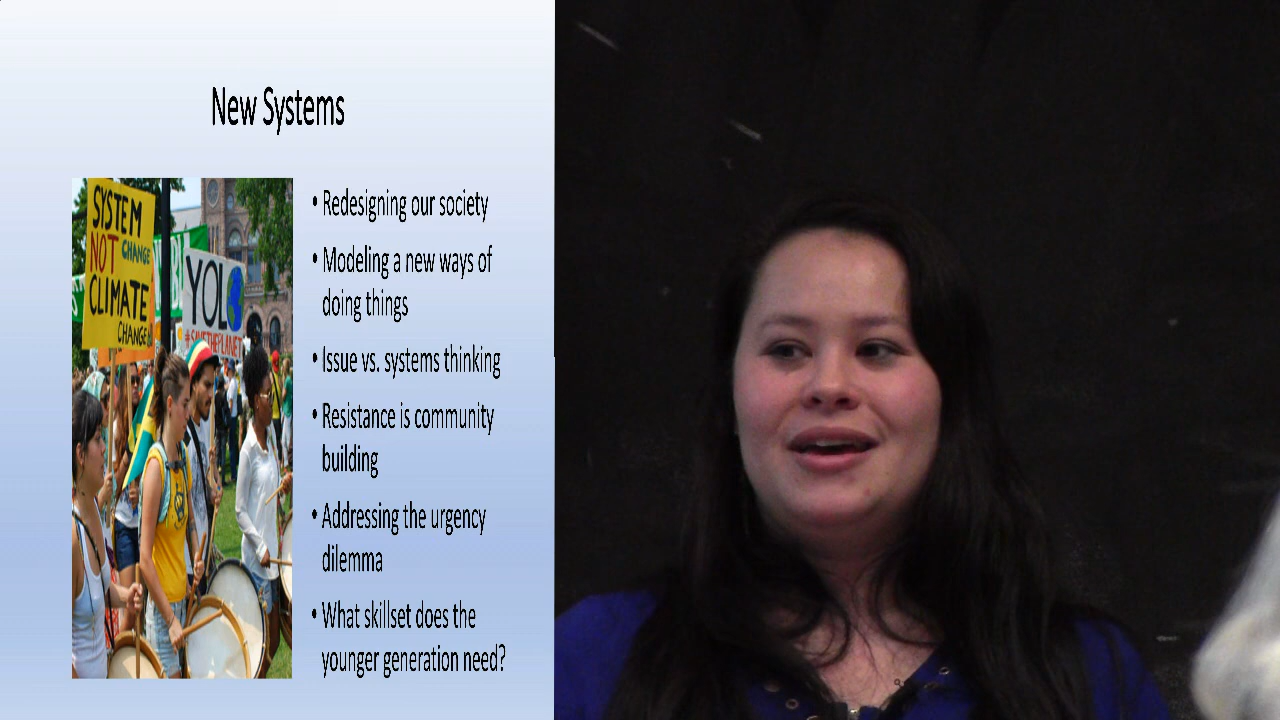 New Systems
SYSTEM
NOT CHANGE
CLIMATE
CHANGE
YOLO
#SAVETHEPLANET
• Redesigning our society
• Modeling a new ways of
doing things
• Issue vs. systems thinking
• Resistance is community
building
• Addressing the urgency
dilemma
• What skillset does the
younger generation need?